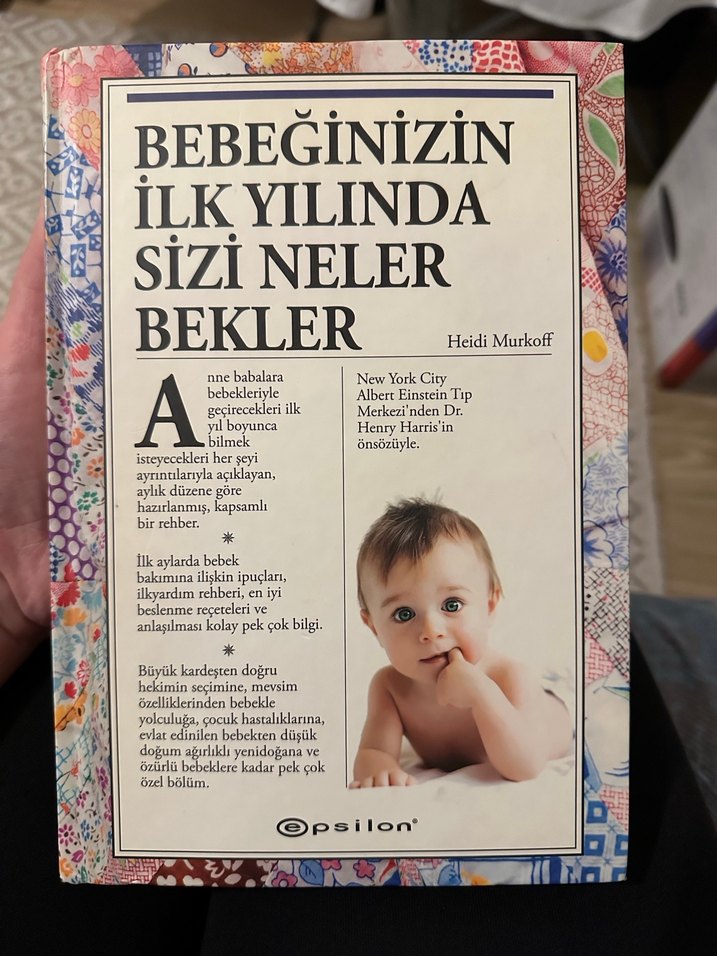 BEBEĞİNİZİN
İLK YILINDA
SİZİ NELER
BEKLER
Heidi Murkoff
Anne babalara
bebekleriyle
geçirecekleri ilk
yıl boyunca
bilmek
isteyecekleri her şeyi
ayrıntılarıyla açıklayan,
aylık düzene göre
hazırlanmış, kapsamlı
bir rehber.
*
İlk aylarda bebek
bakımına ilişkin ipuçları,
ilkyardım rehberi, en iyi
beslenme reçeteleri ve
anlaşılması kolay pek çok bilgi.
*
Büyük kardeşten doğru
hekimin seçimine, mevsim
özelliklerinden bebekle
yolculuğa, çocuk hastalıklarına,
evlat edinilen bebekten düşük
doğum ağırlıklı yenidoğana ve
özürlü bebeklere kadar pek çok
özel bölüm.
New York City
Albert Einstein Tıp
Merkezi'nden Dr.
Henry Harris'in
önsözüyle.
epsilon®